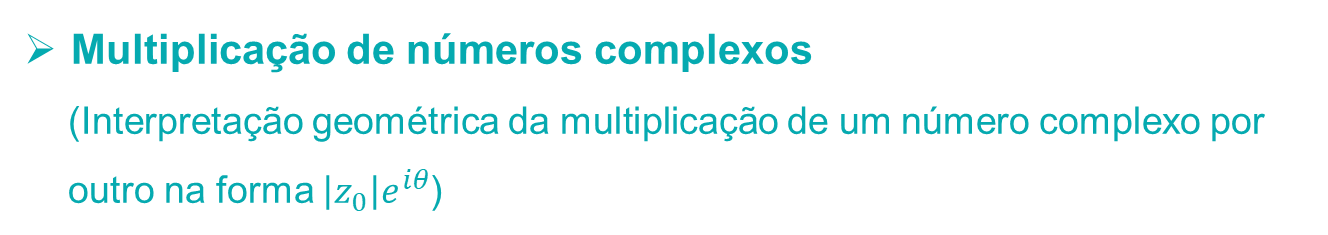 ➢ Multiplicação de números complexos
(Interpretação geométrica da multiplicação de um número complexo por
outro na forma |𝑧₀|𝑒^{𝑖𝜃})